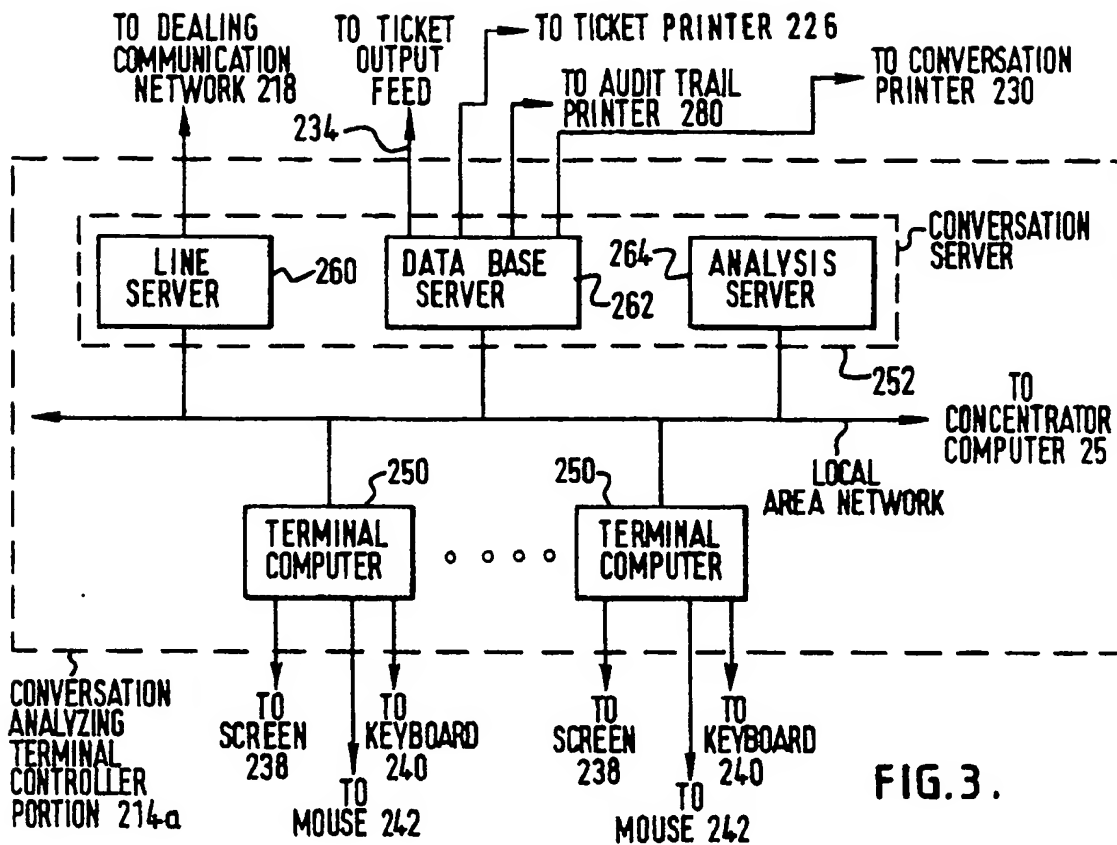 TO DEALING
COMMUNICATION
NETWORK 218
TO TICKET
OUTPUT
FEED
234
TO TICKET PRINTER 226
TO AUDIT TRAIL
PRINTER 280
TO CONVERSATION
PRINTER 230
LINE
SERVER
260
DATA BASE
SERVER
262
264
ANALYSIS
SERVER
CONVERSATION
SERVER
252
TO
CONCENTRATOR
COMPUTER 25
LOCAL
AREA NETWORK
250
TERMINAL
COMPUTER
250
TERMINAL
COMPUTER
CONVERSATION
ANALYZING
TERMINAL
CONTROLLER
PORTION 214a
TO
SCREEN
238
TO
MOUSE 242
TO
KEYBOARD
240
TO
SCREEN
238
TO
MOUSE 242
TO
KEYBOARD
240
FIG.3.